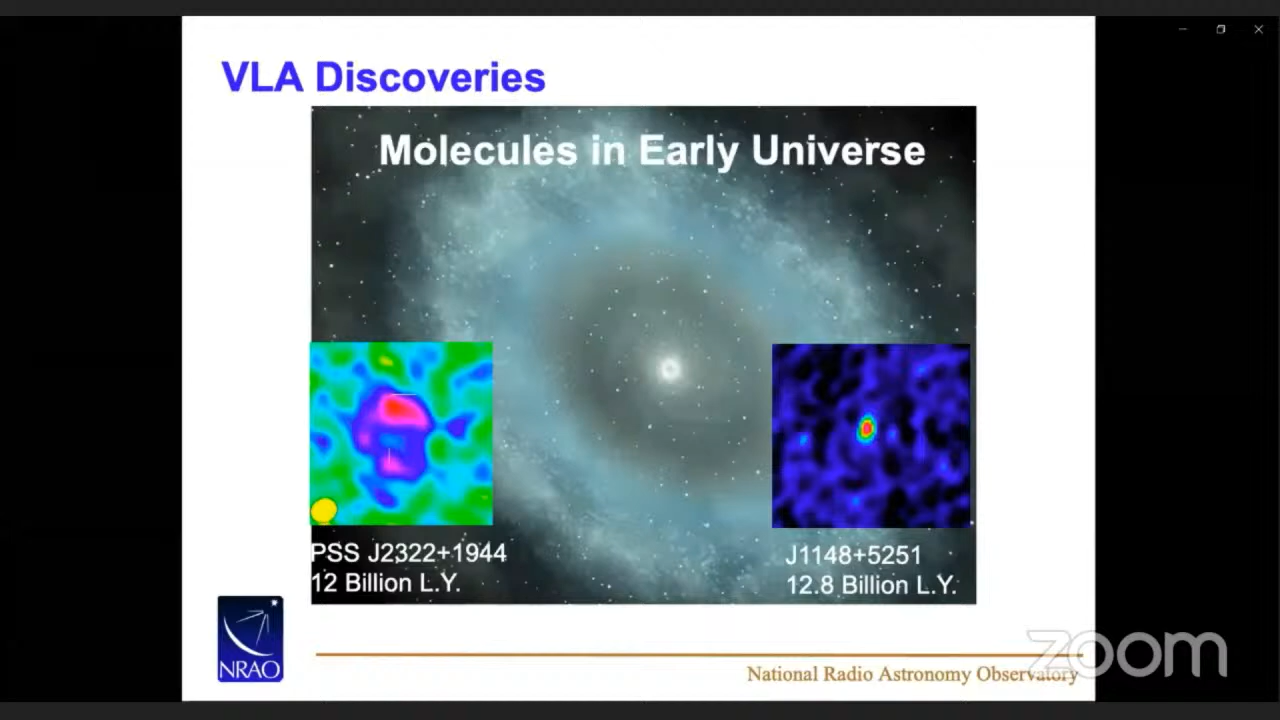 VLA Discoveries
Molecules in Early Universe
PSS J2322+1944
12 Billion L.Y.
J1148+5251
12.8 Billion L.Y.
NRAO
National Radio Astronomy Observatory
zoom